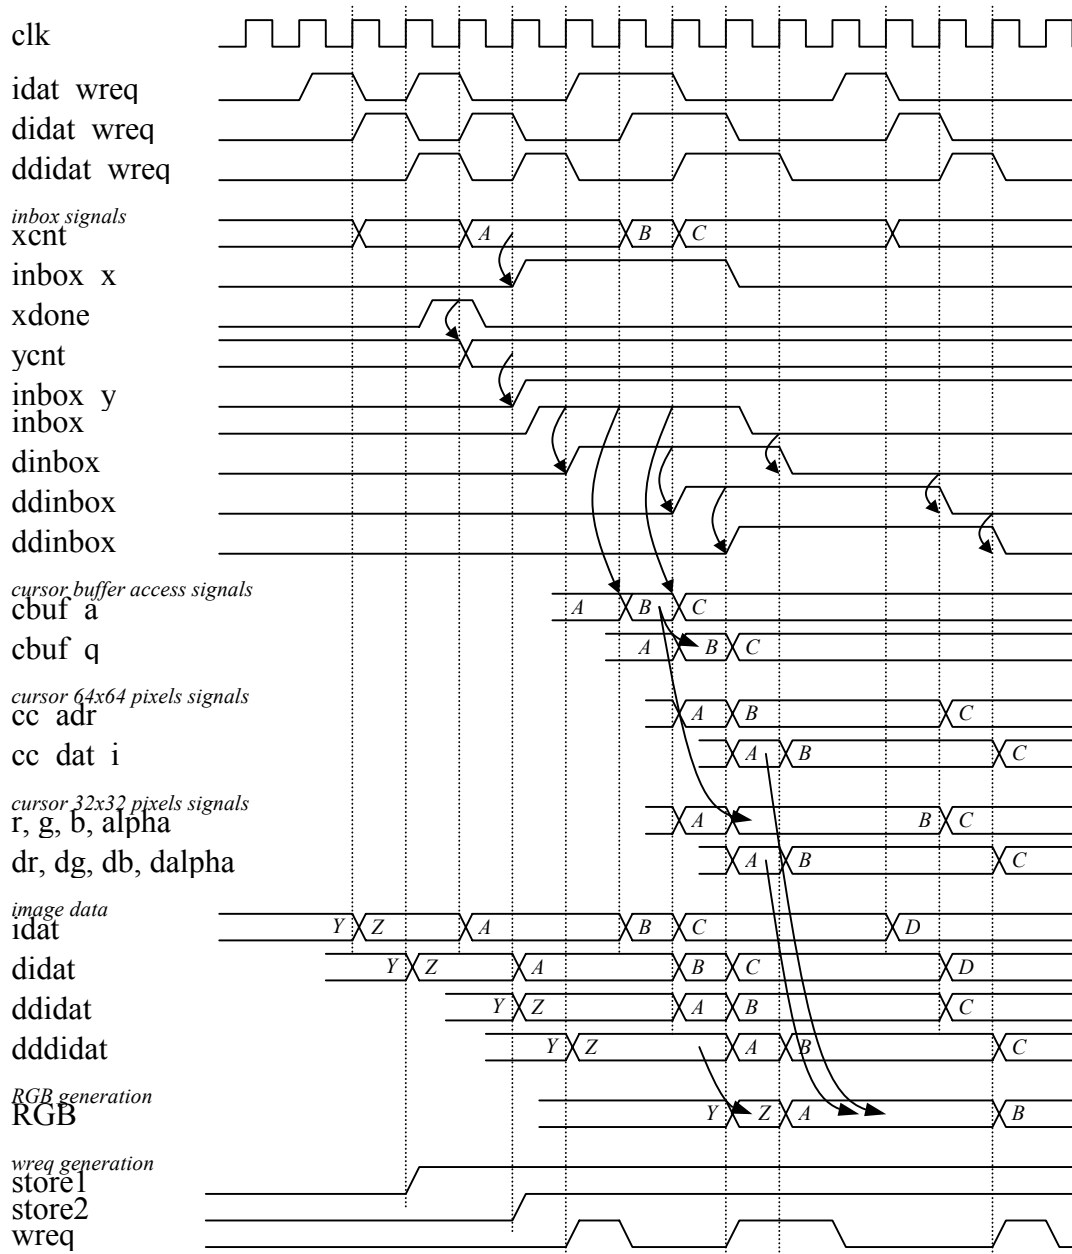 clk
idat wreq
didat wreq
ddidat wreq
inbox signals
xcnt A B C
inbox x
xdone
ycnt
inbox y
inbox
dinbox
ddinbox
ddinbox
cursor buffer access signals
cbuf a A B C
cbuf q A B C
cursor 64x64 pixels signals
cc adr A B C
cc dat i A B C
cursor 32x32 pixels signals
r, g, b, alpha A B C
dr, dg, db, dalpha A B C
image data
idat Y Z A B C D
didat Y Z A B C D
ddidat Y Z A B C
dddidat Y Z A B C
RGB generation
RGB Y Z A B
wreq generation
store1
store2
wreq